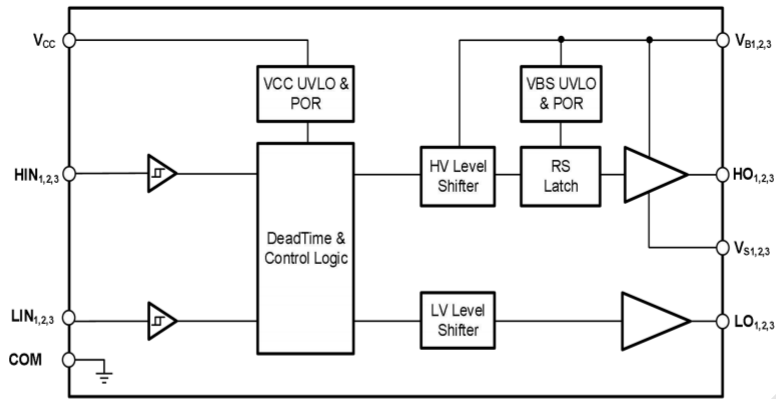 VCC
VB1,2,3
VCC UVLO &
POR
VBS UVLO
& POR
HIN1,2,3
HV Level
Shifter
RS
Latch
HO1,2,3
DeadTime &
Control Logic
VS1,2,3
LIN1,2,3
LV Level
Shifter
LO1,2,3
COM